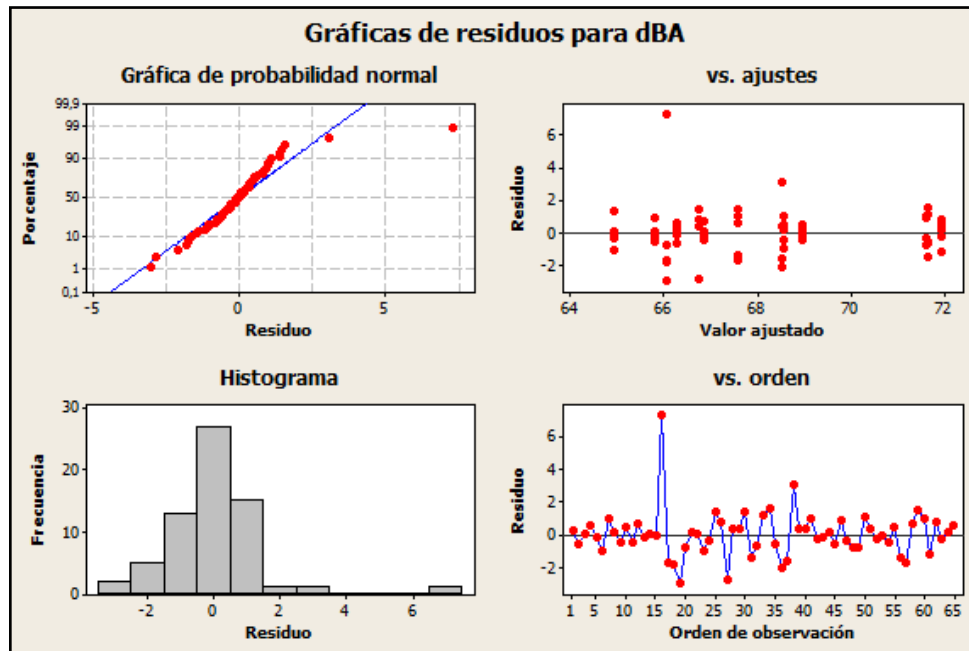 Gráficas de residuos para dBA
Gráfica de probabilidad normal
99,9
99
90
50
10
1
0,1
Porcentaje
-5 0 5
Residuo
vs. ajustes
6
4
2
0
-2
Residuo
64 66 68 70 72
Valor ajustado
Histograma
30
20
10
0
Frecuencia
-2 0 2 4 6
Residuo
vs. orden
6
4
2
0
-2
Residuo
1 5 10 15 20 25 30 35 40 45 50 55 60 65
Orden de observación